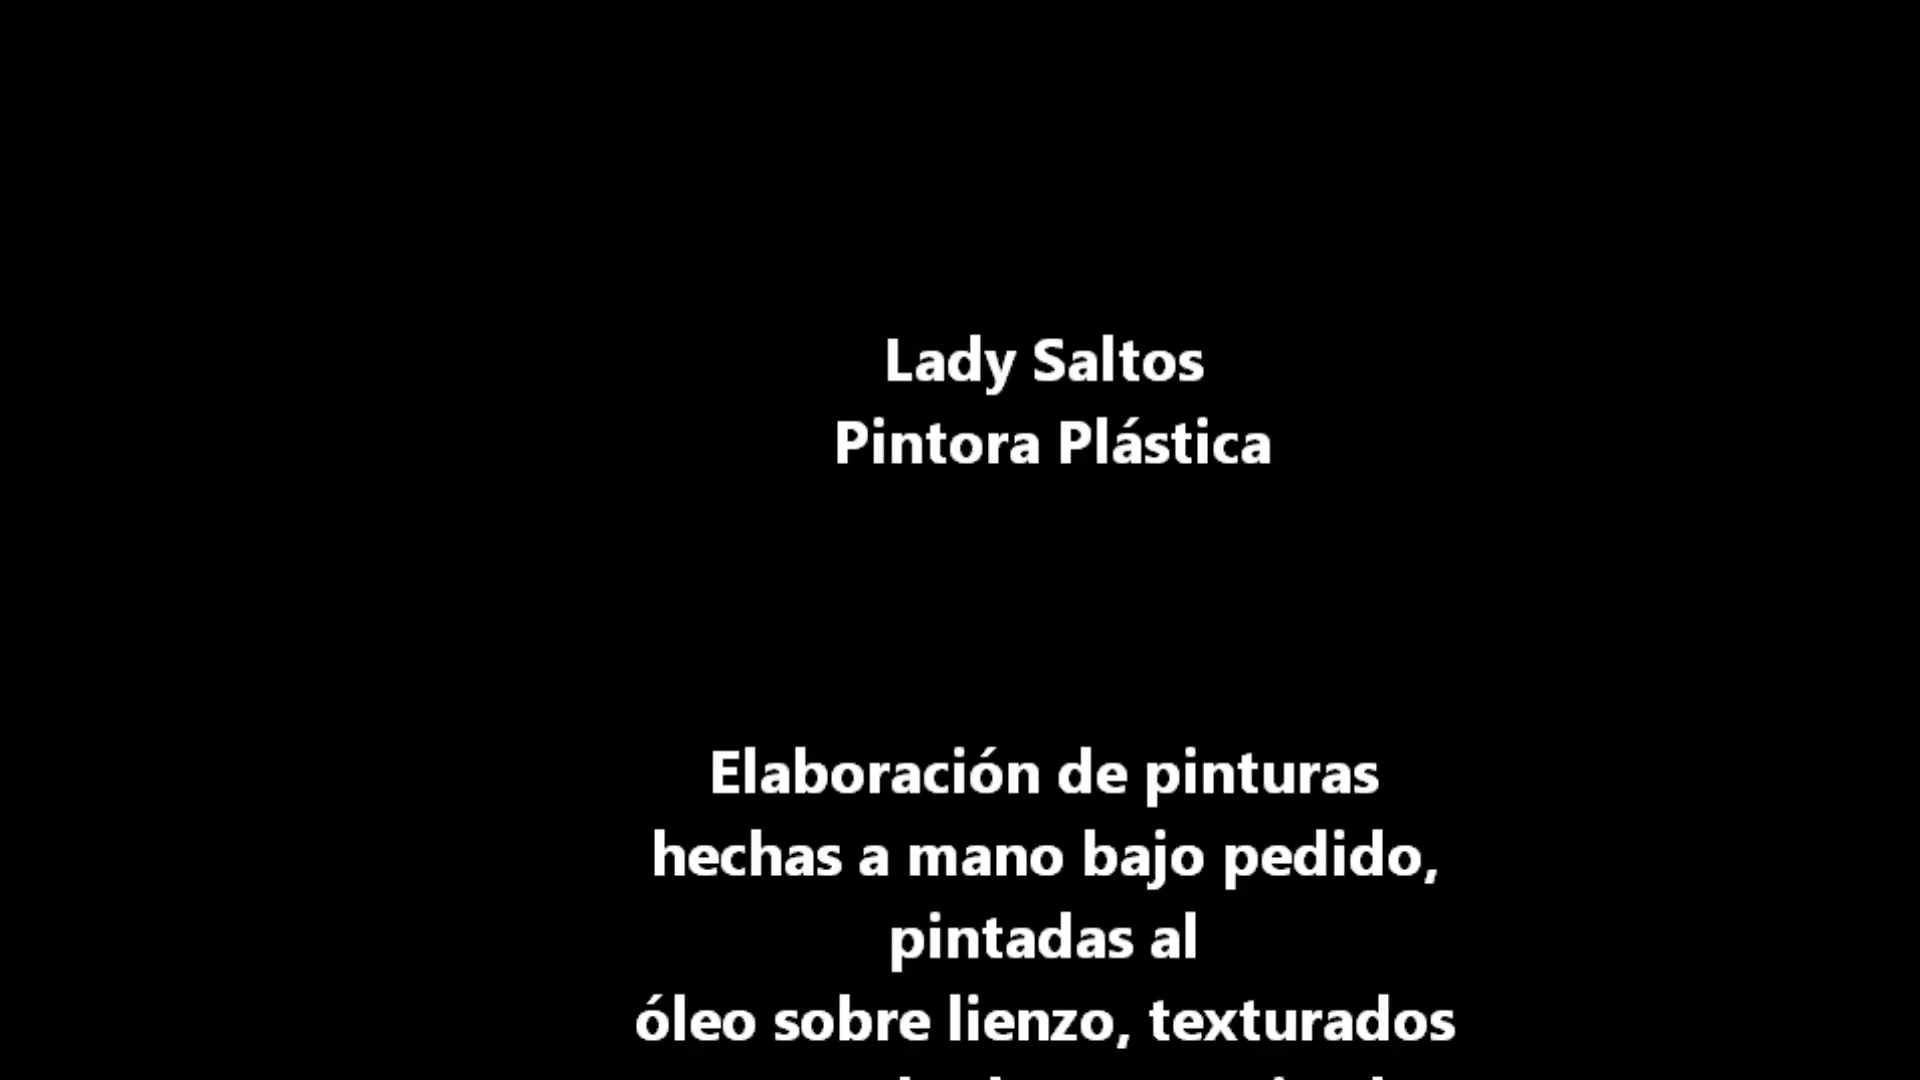 Lady Saltos
Pintora Plástica
Elaboración de pinturas
hechas a mano bajo pedido,
pintadas al
óleo sobre lienzo, texturados